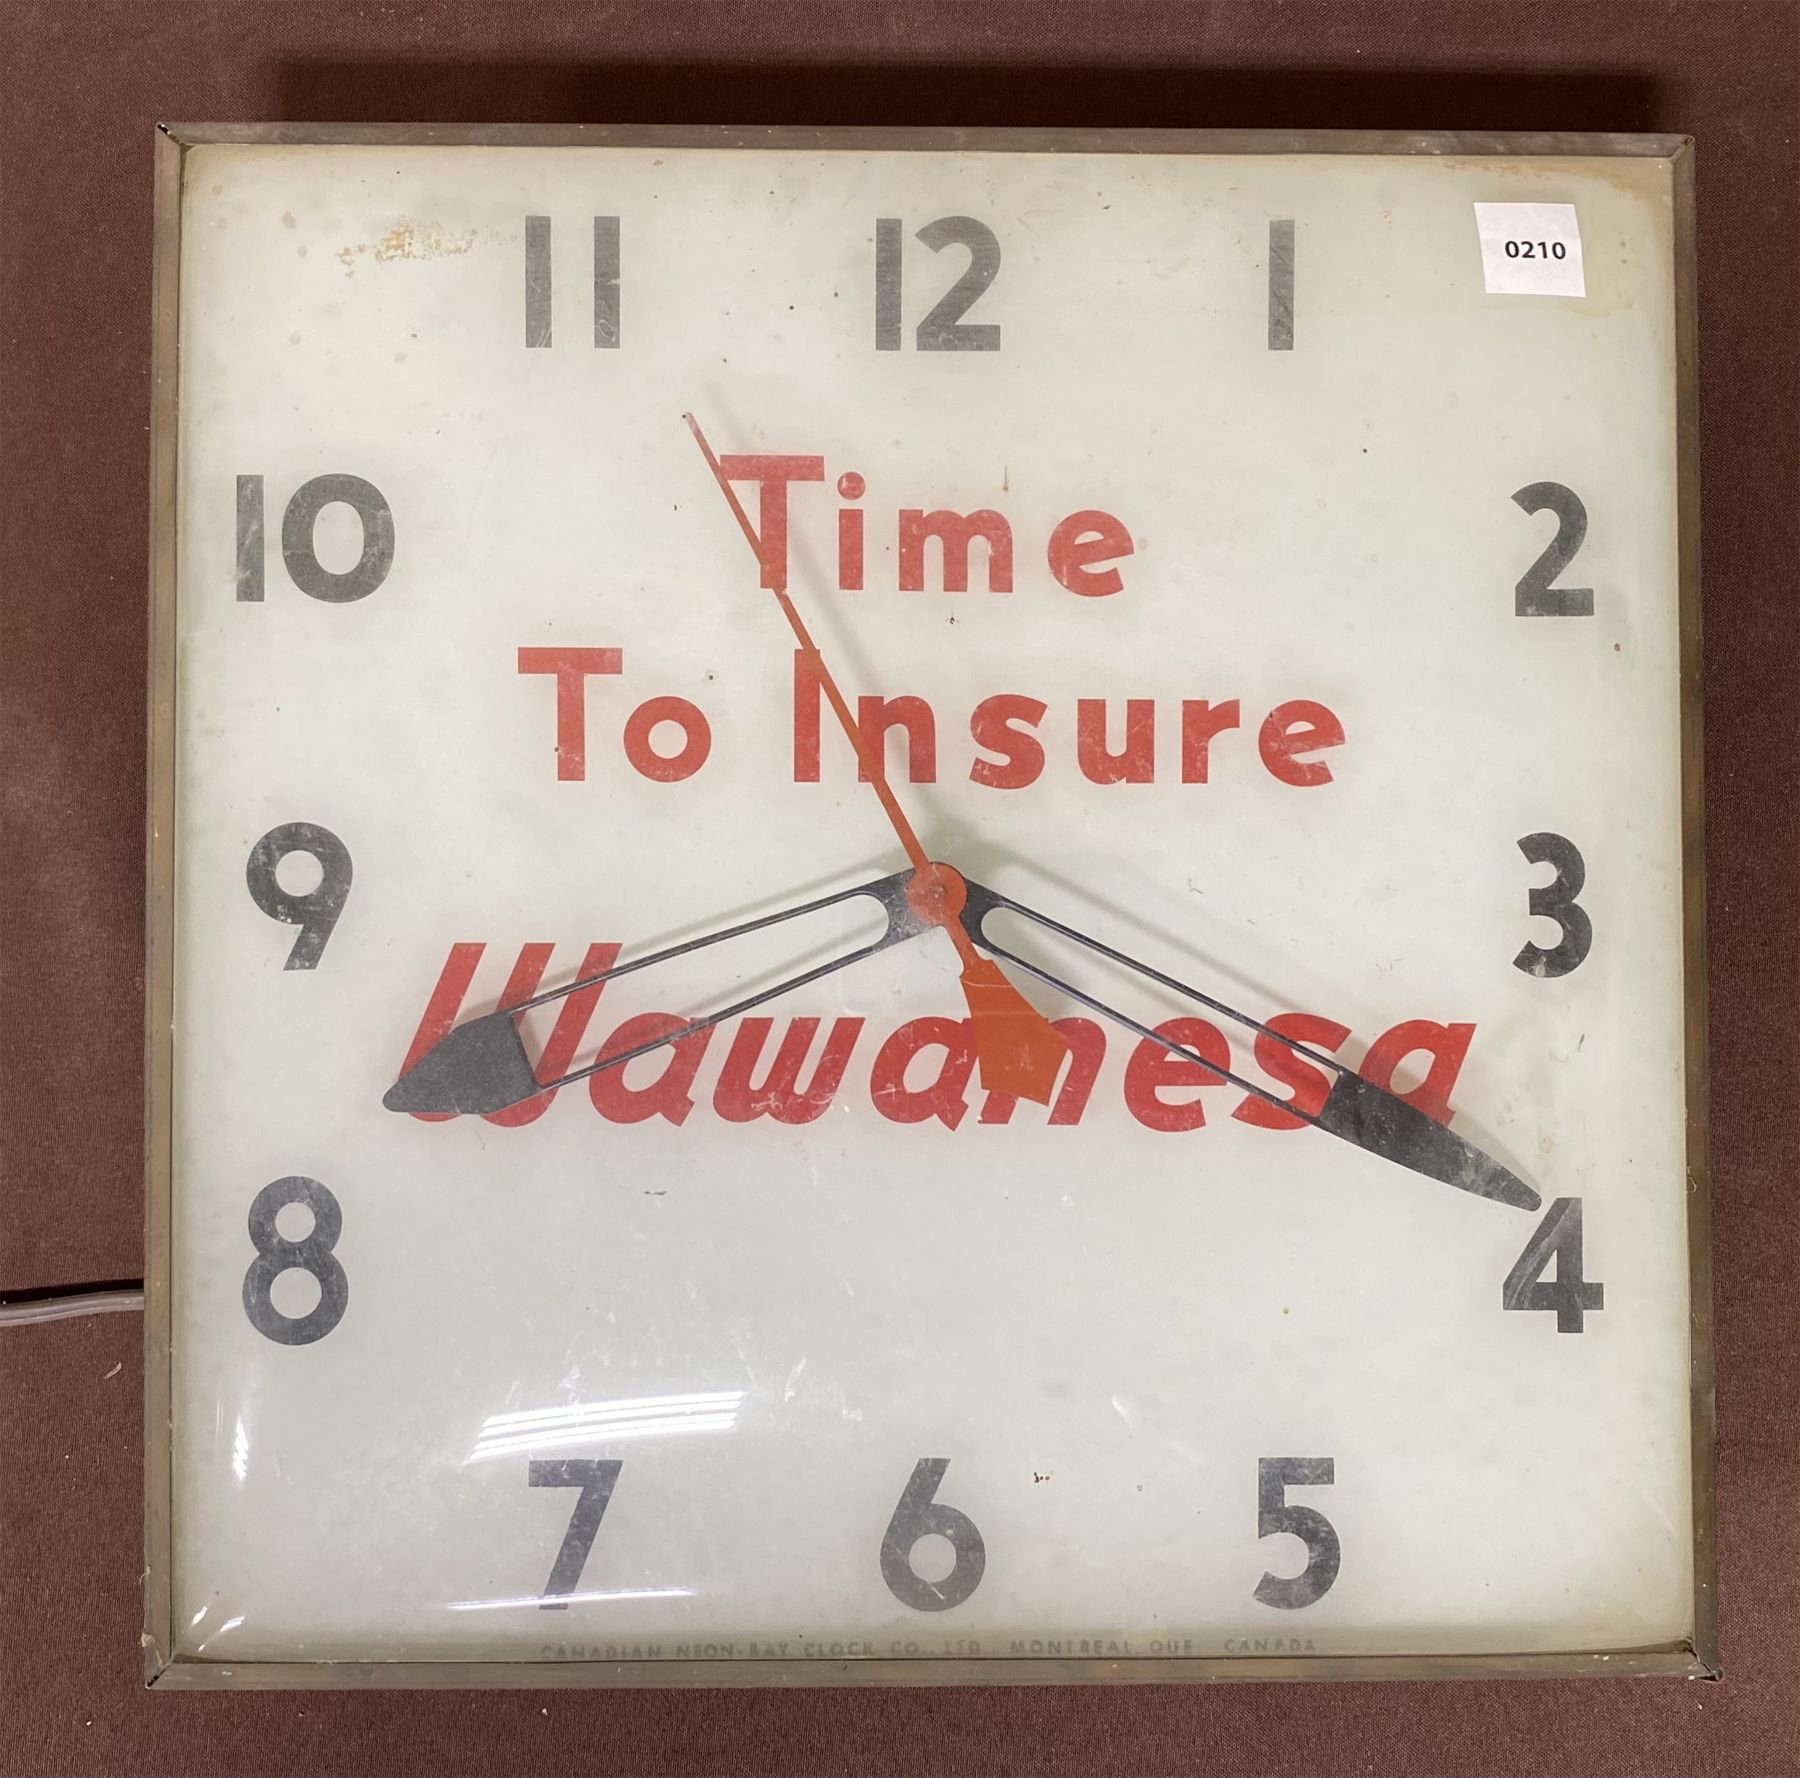 11 12 1
0210
10 2
Time
To Insure
9 3
Wawanesa
8 4
7 6 5
CANADIAN NEON-RAY CLOCK CO., LTD. MONTREAL, QUE. CANADA.